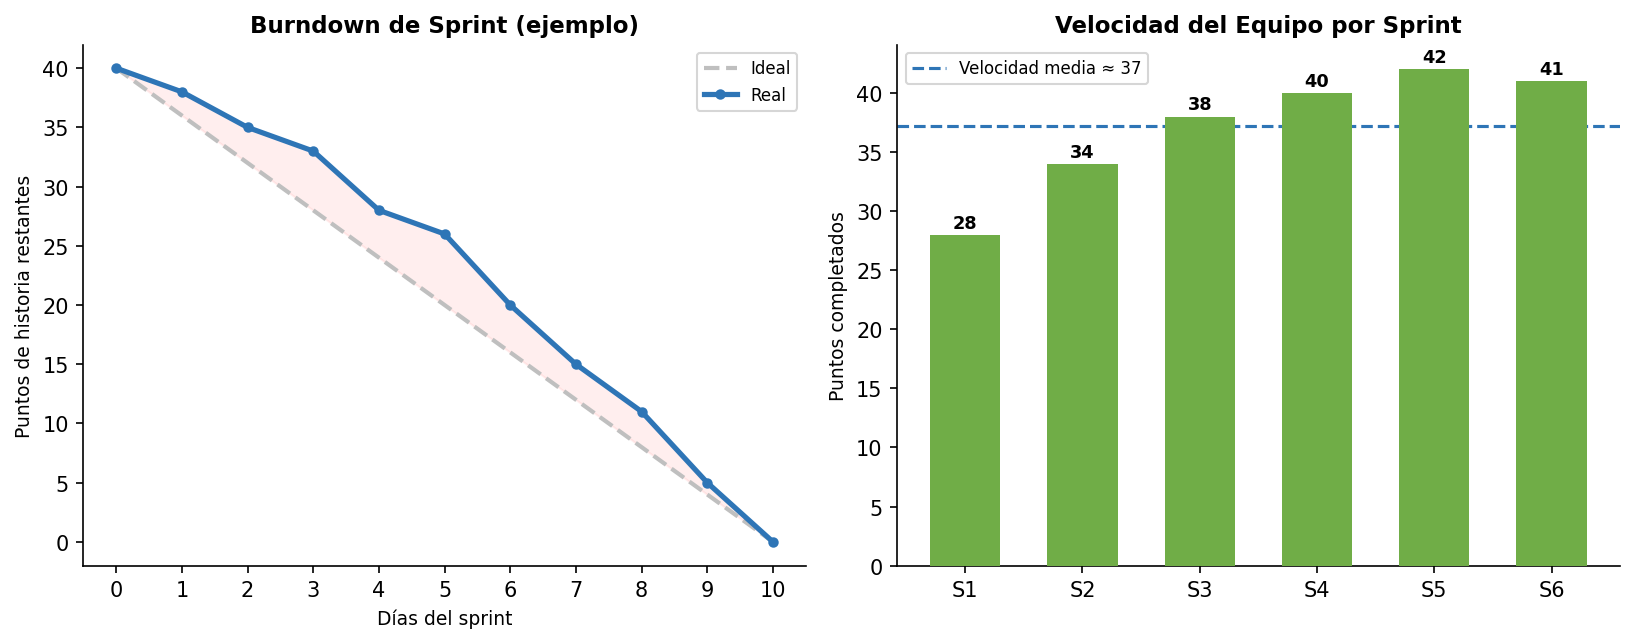 Burndown de Sprint (ejemplo)
Ideal
Real
Puntos de historia restantes
40
35
30
25
20
15
10
5
0
0 1 2 3 4 5 6 7 8 9 10
Días del sprint
Velocidad del Equipo por Sprint
Velocidad media ≈ 37
Puntos completados
40
35
30
25
20
15
10
5
0
28
34
38
40
42
41
S1 S2 S3 S4 S5 S6